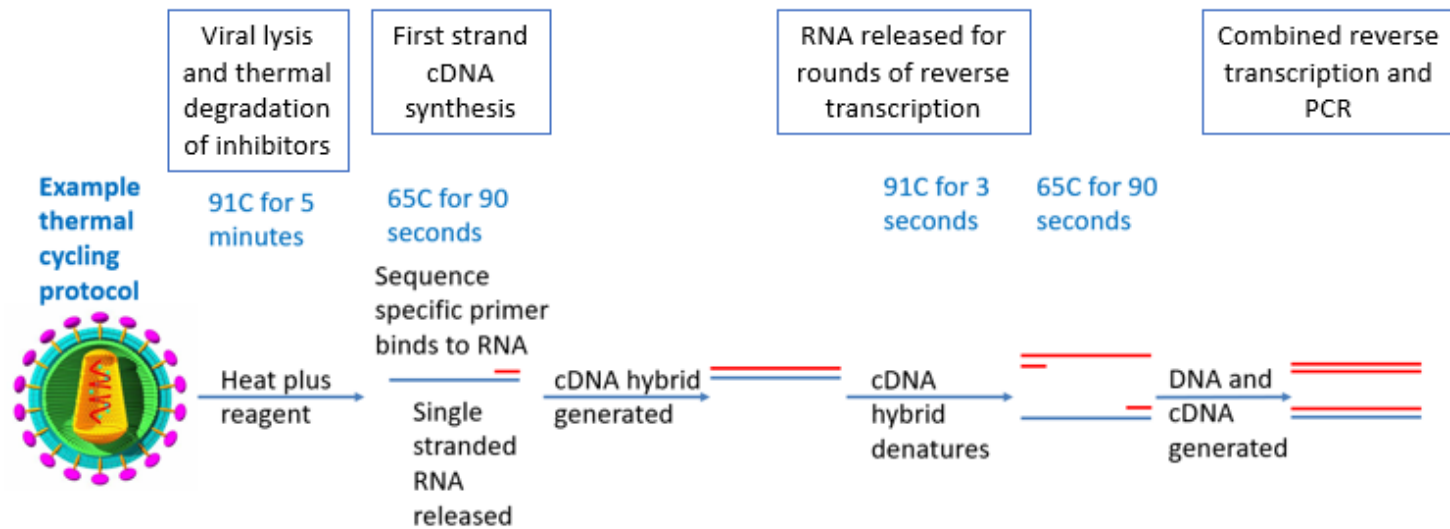 Viral lysis
and thermal
degradation
of inhibitors
First strand
cDNA
synthesis
RNA released for
rounds of reverse
transcription
Combined reverse
transcription and
PCR
Example
thermal
cycling
protocol
91C for 5
minutes
65C for 90
seconds
91C for 3
seconds
65C for 90
seconds
Heat plus
reagent
Sequence
specific primer
binds to RNA
Single
stranded
RNA
released
cDNA hybrid
generated
cDNA
hybrid
denatures
DNA and
cDNA
generated